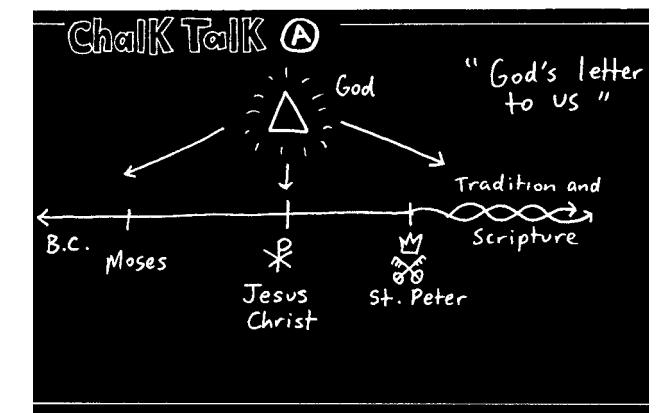 Chalk Talk A
God
"God's letter
to us"
Tradition and
Scripture
B.C.
Moses
Jesus
Christ
St. Peter